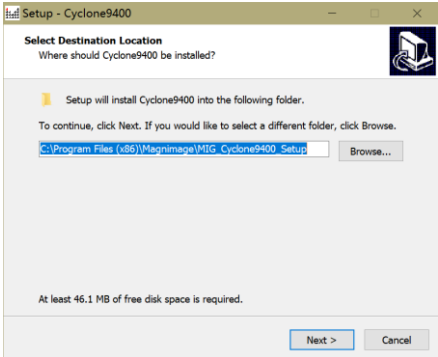 Setup - Cyclone9400
Select Destination Location
Where should Cyclone9400 be installed?
Setup will install Cyclone9400 into the following folder.
To continue, click Next. If you would like to select a different folder, click Browse.
C:\Program Files (x86)\Magnimage\MIG_Cyclone9400_Setup
Browse...
At least 46.1 MB of free disk space is required.
Next >
Cancel